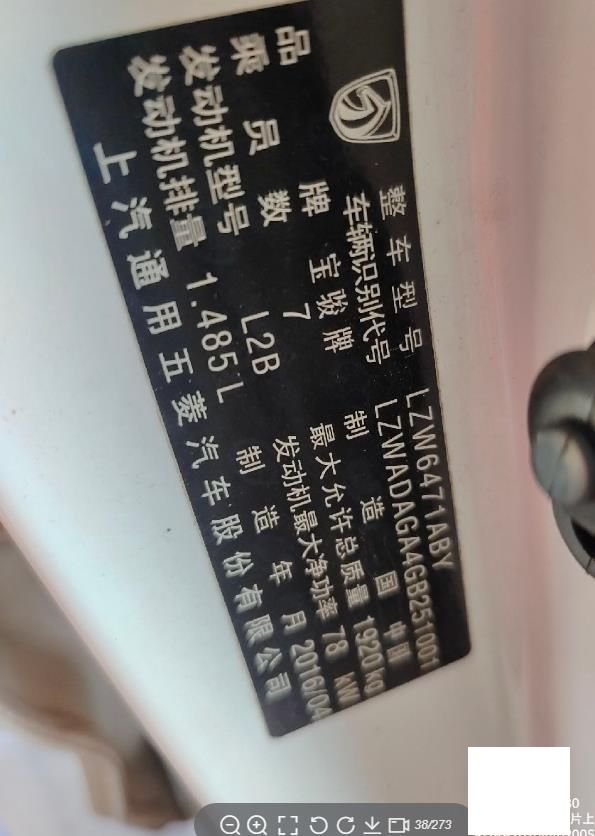 整车型号 LZW6471ABY
车辆识别代号 LZWADAGA4GB251001
品牌 宝骏牌 制造国 中国
乘员数 7 最大允许总质量 1920kg
发动机型号 L2B 发动机最大净功率 78 KW
发动机排量 1.485L 制造年月 2016/04
上汽通用五菱汽车股份有限公司
38/273